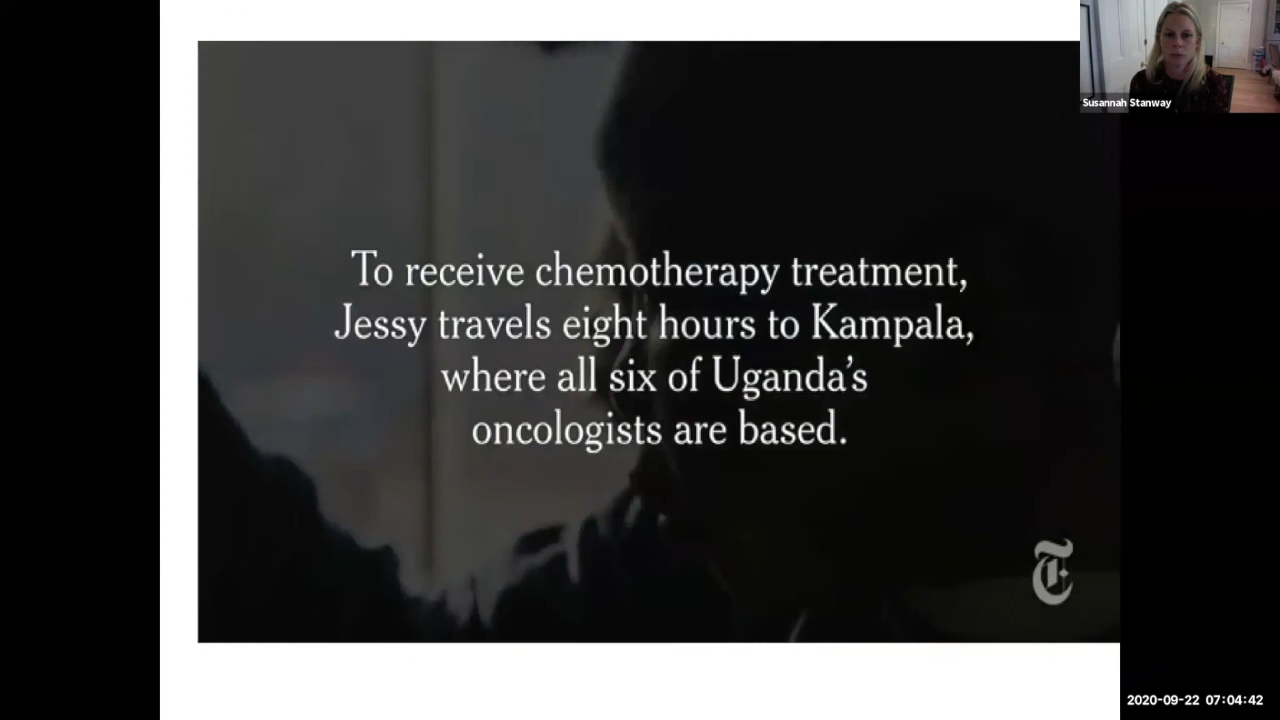 Susannah Stanway
To receive chemotherapy treatment,
Jessy travels eight hours to Kampala,
where all six of Uganda’s
oncologists are based.
T
2020-09-22 07:04:42